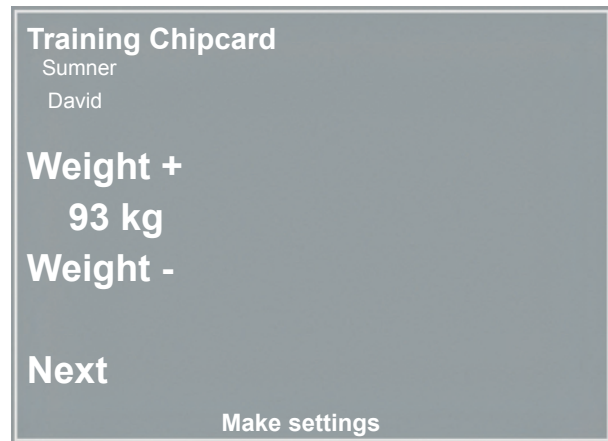 Training Chipcard
Sumner
David
Weight +
93 kg
Weight -
Next
Make settings